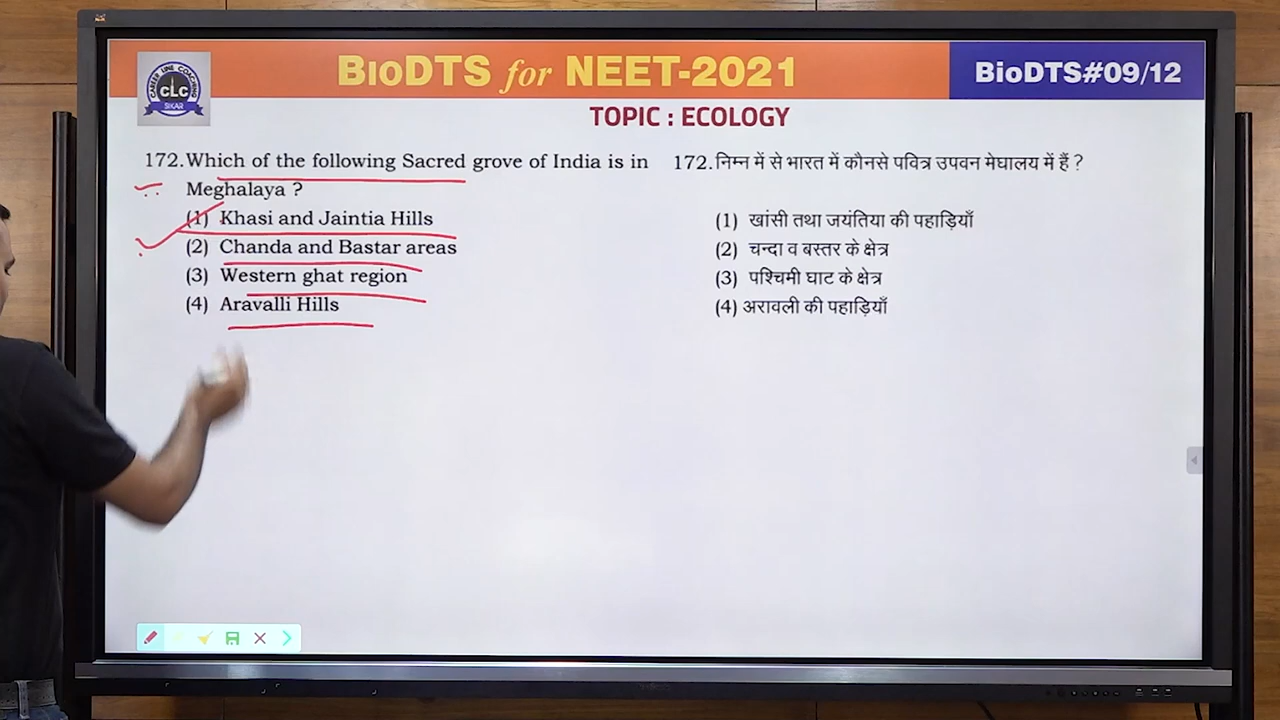 BIODTS for NEET-2021
BIODTS#09/12
CAREER LINE COACHING
CLC
SIKAR
TOPIC : ECOLOGY
172. Which of the following Sacred grove of India is in
Meghalaya ?
(1) Khasi and Jaintia Hills
(2) Chanda and Bastar areas
(3) Western ghat region
(4) Aravalli Hills
172. निम्न में से भारत में कौनसे पवित्र उपवन मेघालय में हैं ?
(1) खांसी तथा जयंतिया की पहाड़ियाँ
(2) चन्दा व बस्तर के क्षेत्र
(3) पश्चिमी घाट के क्षेत्र
(4) अरावली की पहाड़ियाँ